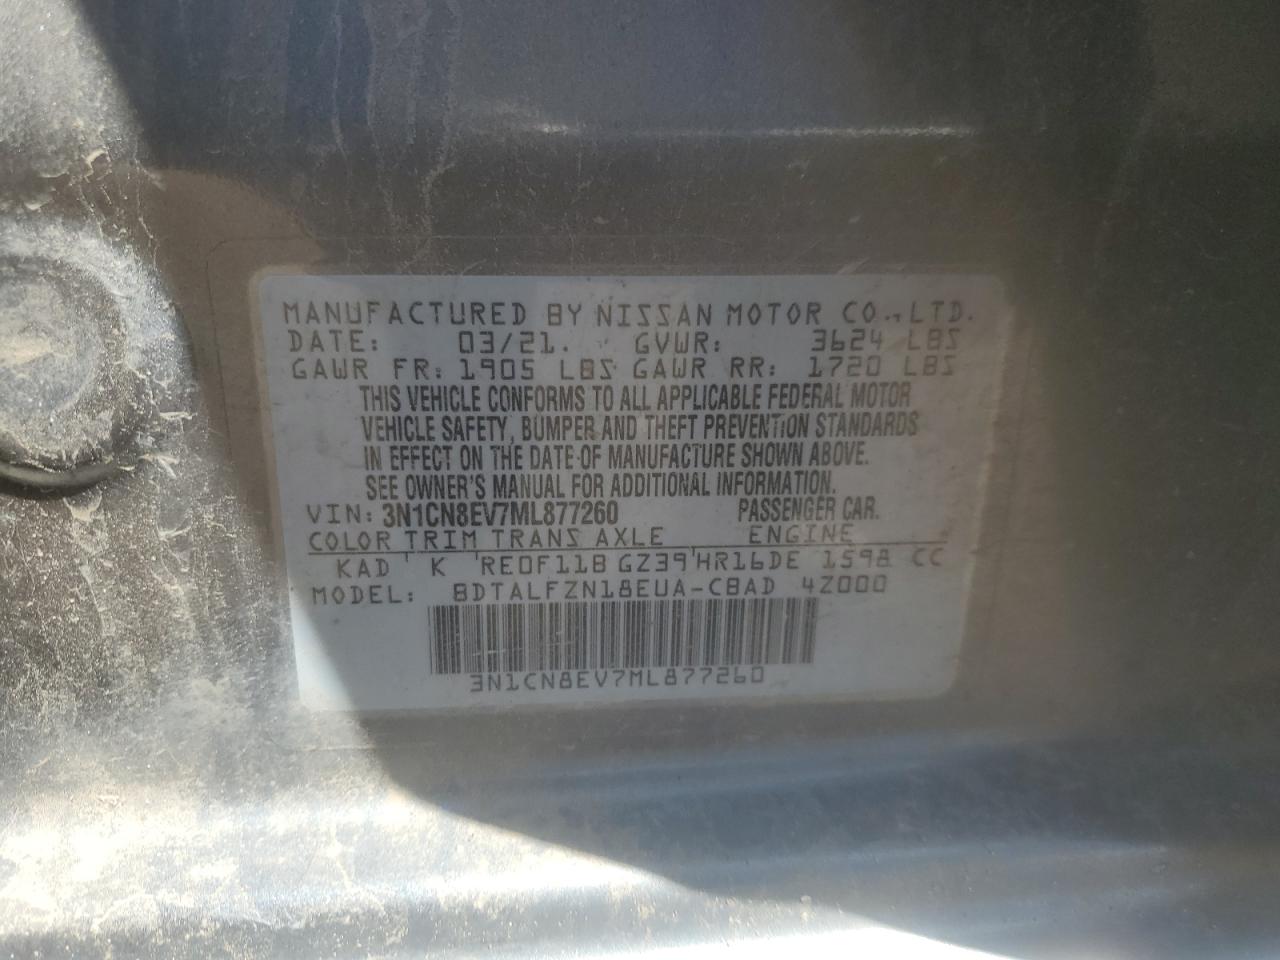 MANUFACTURED BY NISSAN MOTOR CO., LTD.
DATE: 03/21. GVWR: 3624 LBS
GAWR FR: 1905 LBS GAWR RR: 1720 LBS
THIS VEHICLE CONFORMS TO ALL APPLICABLE FEDERAL MOTOR
VEHICLE SAFETY, BUMPER AND THEFT PREVENTION STANDARDS
IN EFFECT ON THE DATE OF MANUFACTURE SHOWN ABOVE.
SEE OWNER'S MANUAL FOR ADDITIONAL INFORMATION.
VIN: 3N1CN8EV7ML877260 PASSENGER CAR.
COLOR TRIM TRANS AXLE ENGINE
KAD K RE0F11B GZ39 HR16DE 1598 CC
MODEL: BDTALFZN18EUA-CBAD 4Z000
3N1CN8EV7ML877260